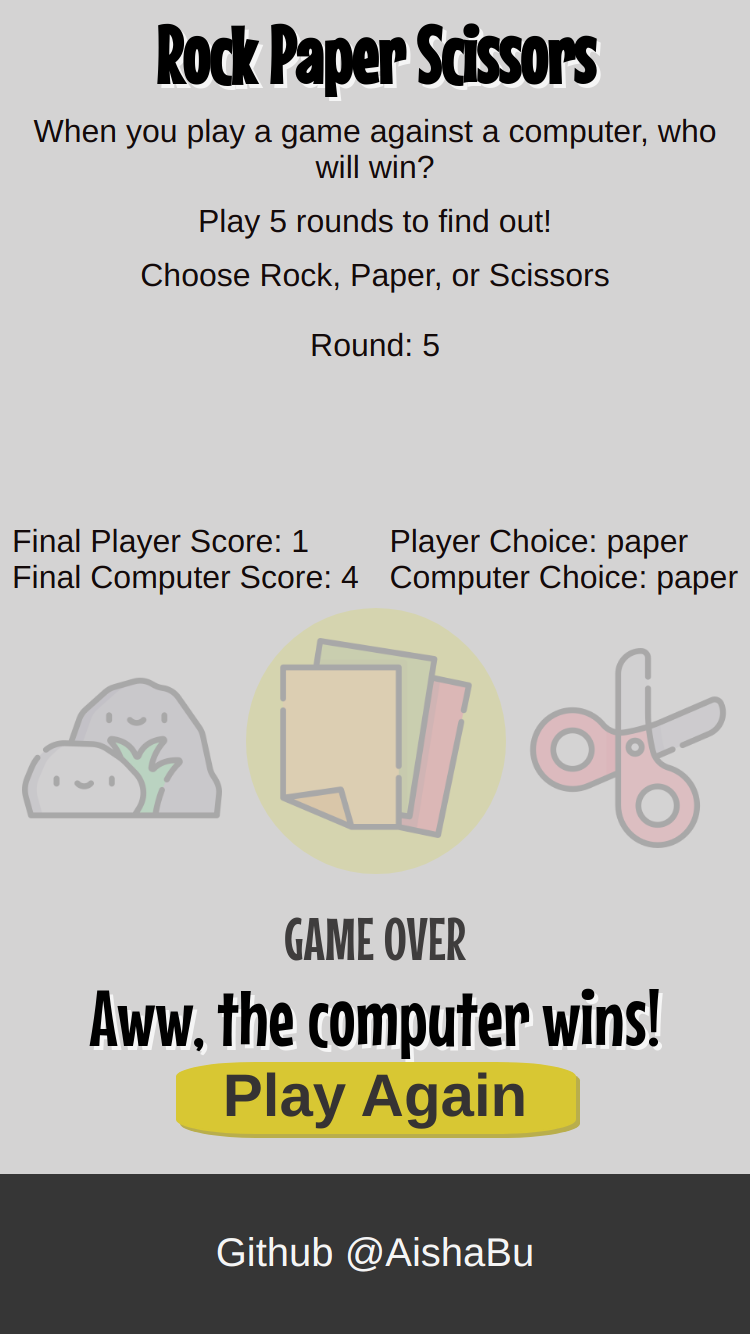 Rock Paper Scissors
When you play a game against a computer, who
will win?
Play 5 rounds to find out!
Choose Rock, Paper, or Scissors
Round: 5
Final Player Score: 1
Final Computer Score: 4
Player Choice: paper
Computer Choice: paper
GAME OVER
Aww, the computer wins!
Play Again
Github @AishaBu